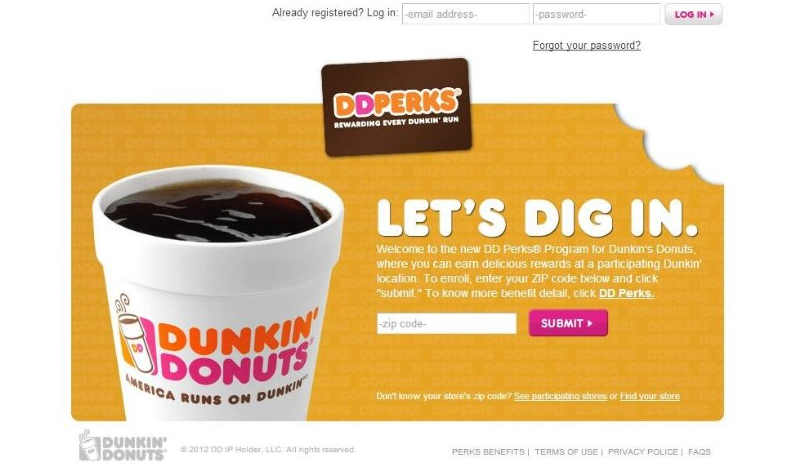 Already registered? Log in: -email address- -password- LOG IN
Forgot your password?
DDPERKS®
REWARDING EVERY DUNKIN' RUN
LET'S DIG IN.
Welcome to the new DD Perks® Program for Dunkin's Donuts,
where you can earn delicious rewards at a participating Dunkin'
location. To enroll, enter your ZIP code below and click
"submit." To know more benefit detail, click DD Perks.
-zip code- SUBMIT
DD
DUNKIN'
DONUTS®
AMERICA RUNS ON DUNKIN'
Don't know your store's zip code? See participating stores or Find your store
DUNKIN'
DONUTS
© 2012 DD IP Holder, LLC. All rights reserved.
PERKS BENEFITS | TERMS OF USE | PRIVACY POLICY | FAQS